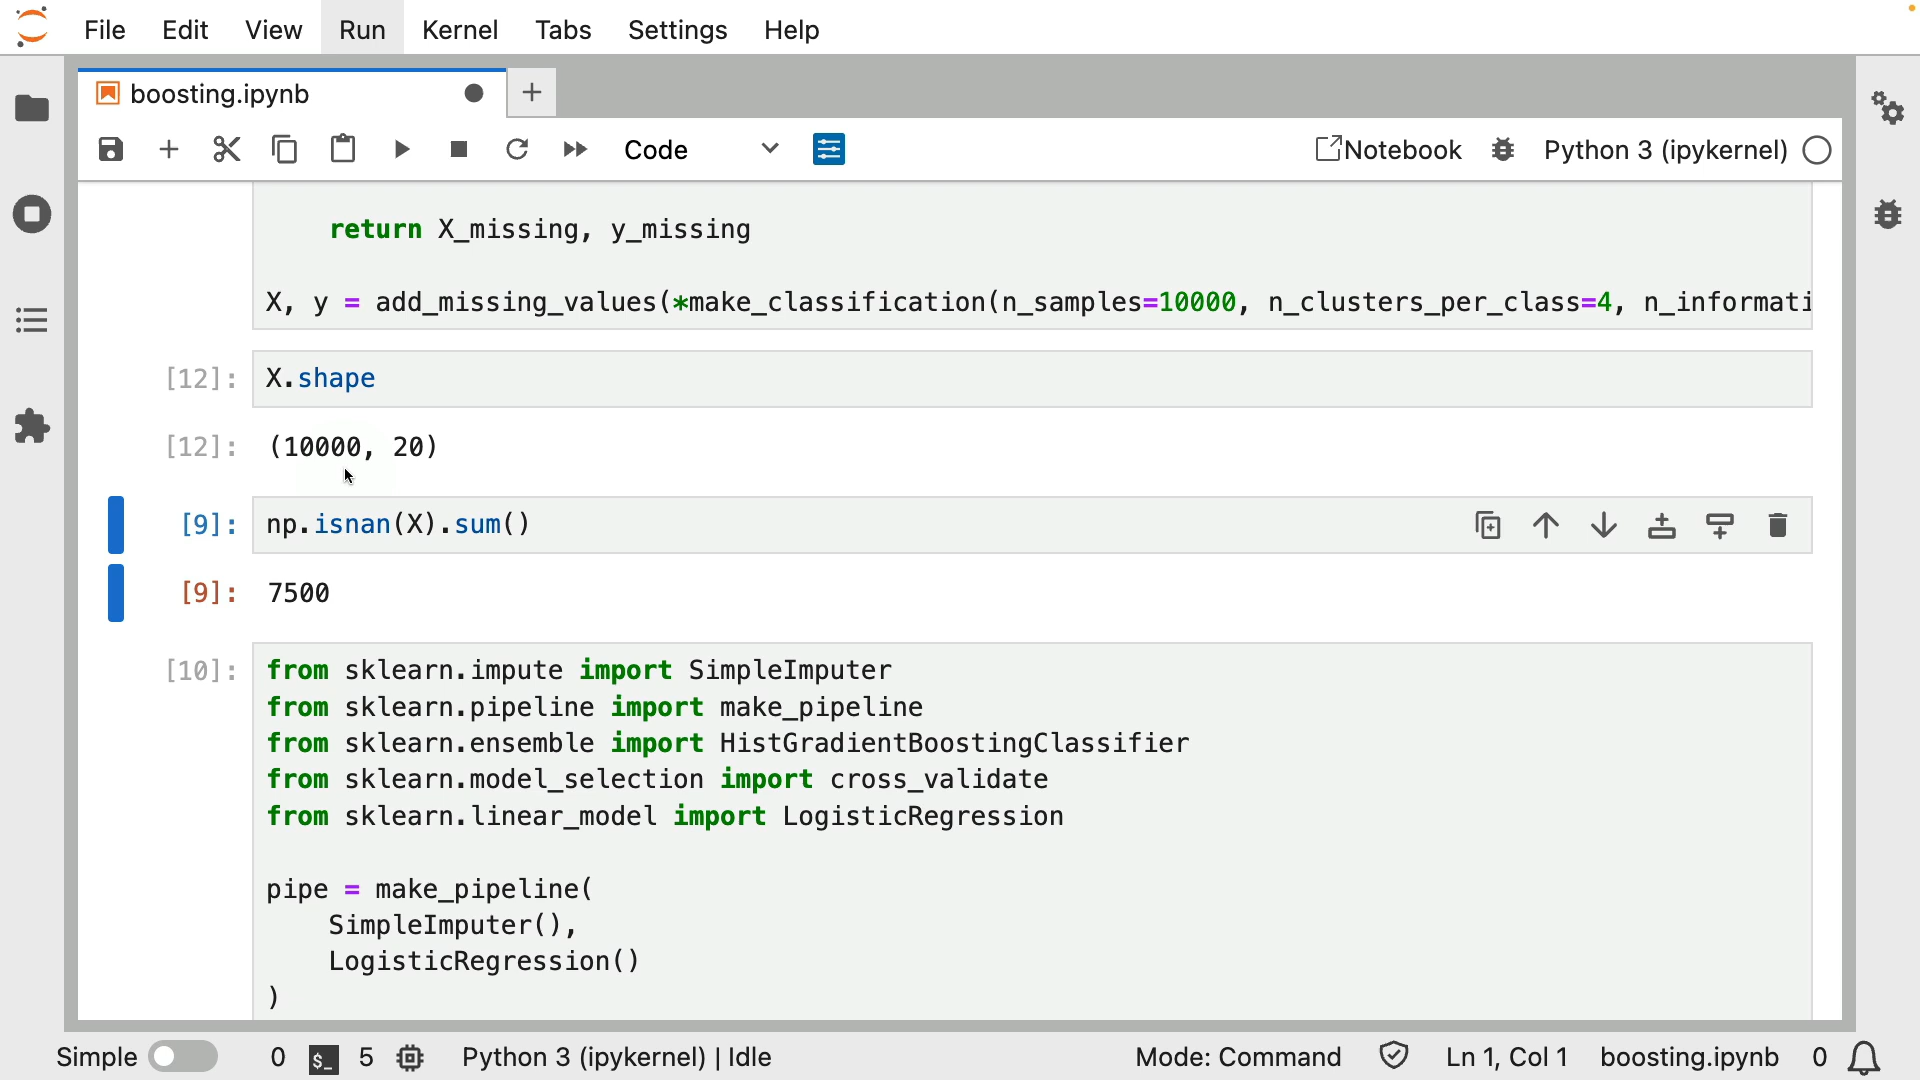 File Edit View Run Kernel Tabs Settings Help
boosting.ipynb
Code Notebook Python 3 (ipykernel)
return X_missing, y_missing
X, y = add_missing_values(*make_classification(n_samples=10000, n_clusters_per_class=4, n_informati
[12]: X.shape
[12]: (10000, 20)
[9]: np.isnan(X).sum()
[9]: 7500
[10]: from sklearn.impute import SimpleImputer
from sklearn.pipeline import make_pipeline
from sklearn.ensemble import HistGradientBoostingClassifier
from sklearn.model_selection import cross_validate
from sklearn.linear_model import LogisticRegression
pipe = make_pipeline(
SimpleImputer(),
LogisticRegression()
)
Simple 0 $_ 5 Python 3 (ipykernel) | Idle Mode: Command Ln 1, Col 1 boosting.ipynb 0